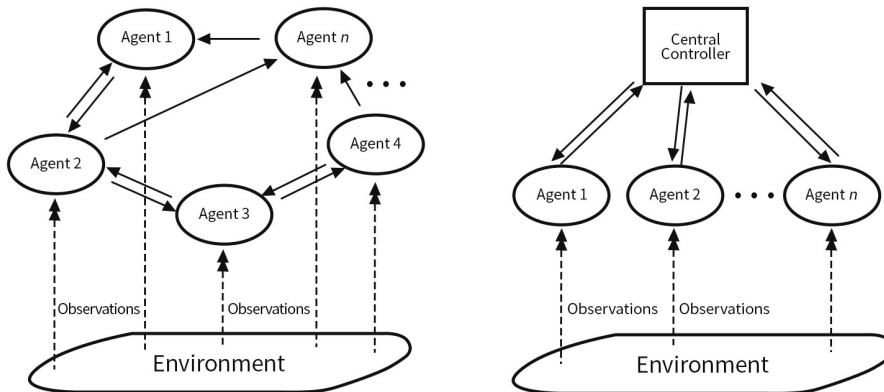 Agent 1
Agent n
Agent 2
Agent 4
Agent 3
Observations
Observations
Environment
Central
Controller
Agent 1
Agent 2
Agent n
Observations
Observations
Environment